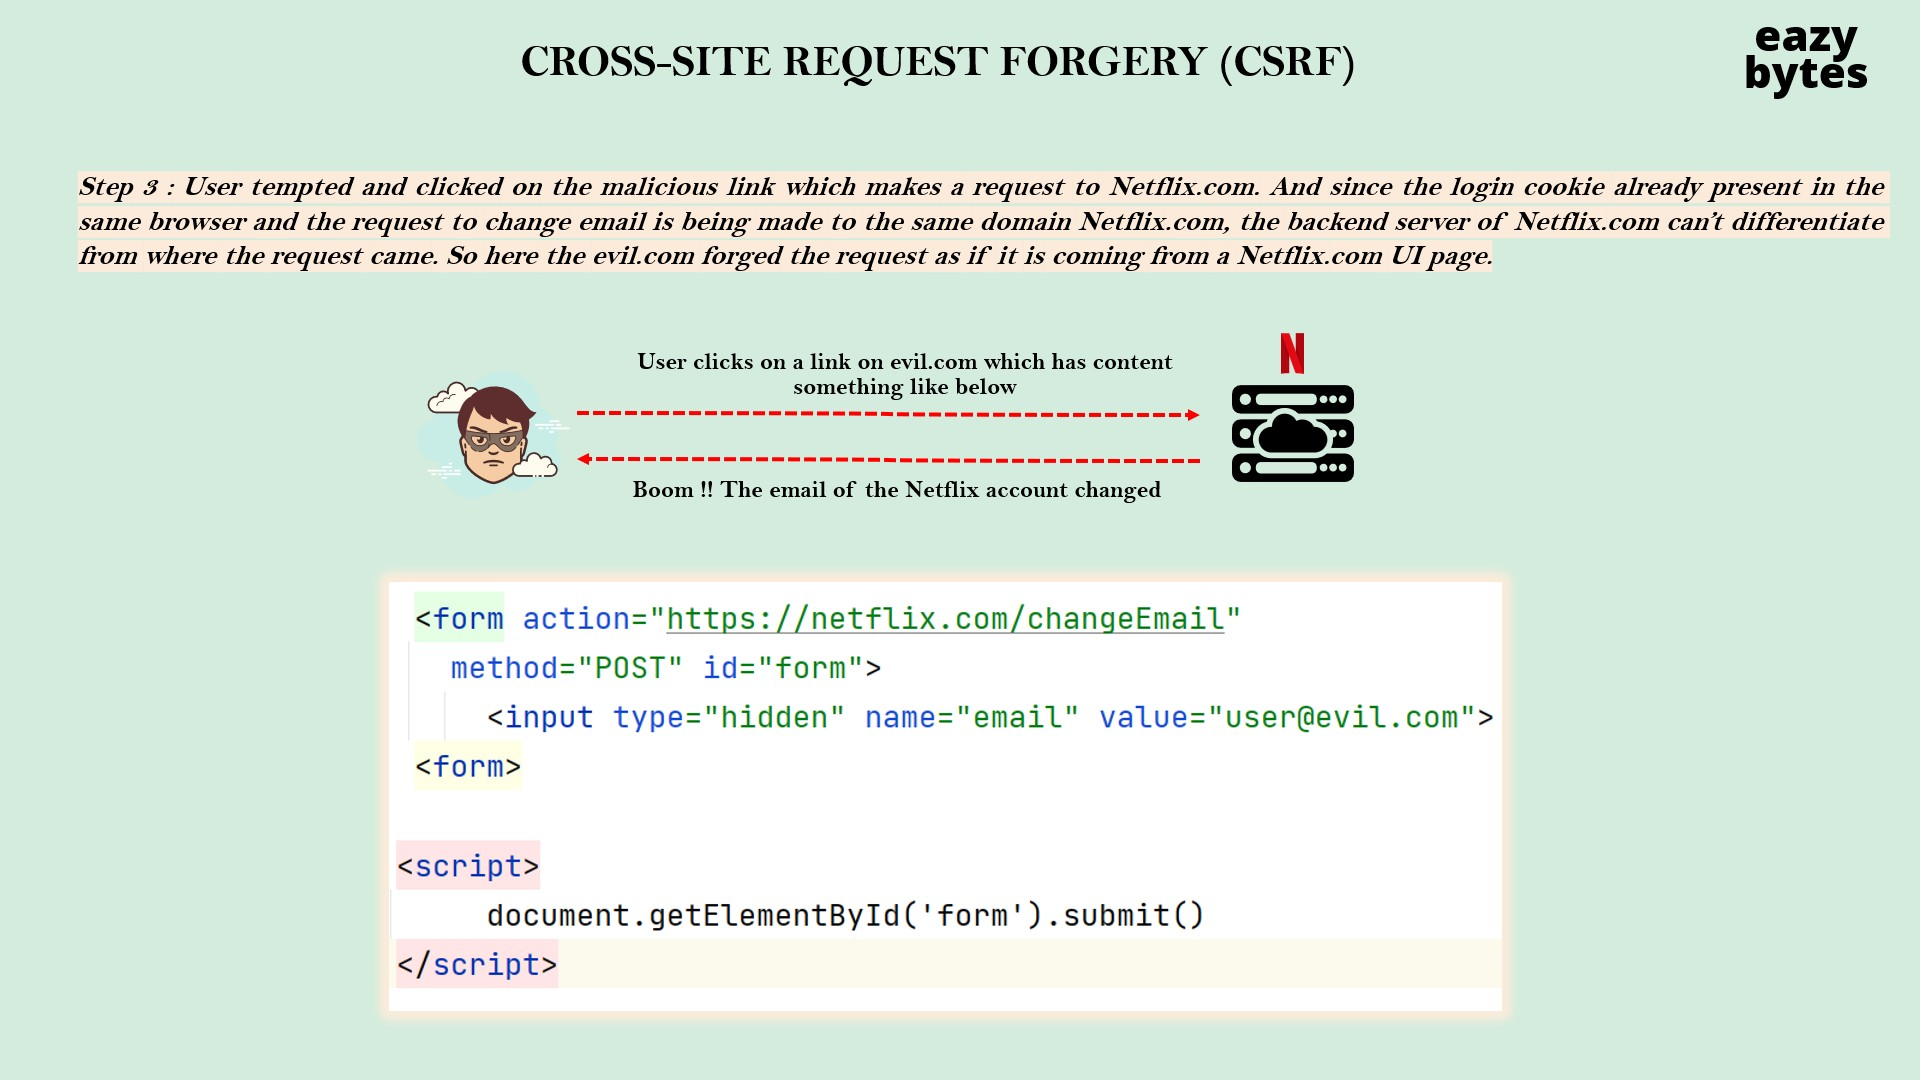 CROSS-SITE REQUEST FORGERY (CSRF)
eazy
bytes
Step 3 : User tempted and clicked on the malicious link which makes a request to Netflix.com. And since the login cookie already present in the
same browser and the request to change email is being made to the same domain Netflix.com, the backend server of Netflix.com can’t differentiate
from where the request came. So here the evil.com forged the request as if it is coming from a Netflix.com UI page.
N
User clicks on a link on evil.com which has content
something like below
Boom !! The email of the Netflix account changed
<form action="https://netflix.com/changeEmail"
method="POST" id="form">
<input type="hidden" name="email" value="user@evil.com">
<form>
<script>
document.getElementById('form').submit()
</script>